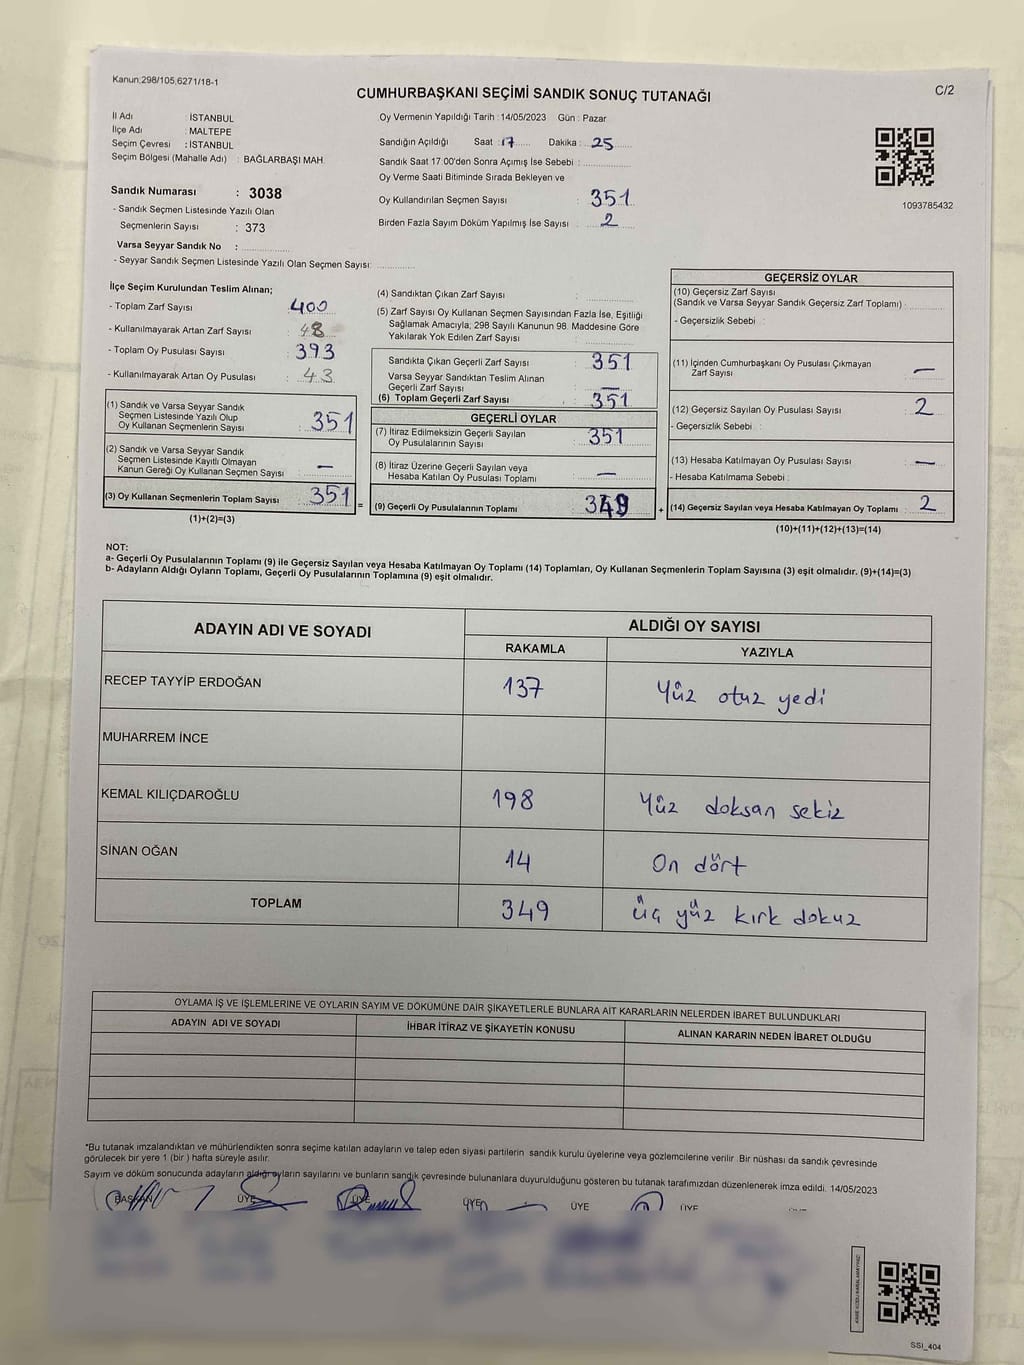 Kanun;298/105,6271/18-1
C/2
CUMHURBAŞKANI SEÇİMİ SANDIK SONUÇ TUTANAĞI
İl Adı : İSTANBUL
İlçe Adı : MALTEPE
Seçim Çevresi : İSTANBUL
Seçim Bölgesi (Mahalle Adı) : BAĞLARBAŞI MAH.
Sandık Numarası : 3038
- Sandık Seçmen Listesinde Yazılı Olan
Seçmenlerin Sayısı : 373
Varsa Seyyar Sandık No :
- Seyyar Sandık Seçmen Listesinde Yazılı Olan Seçmen Sayısı:
Oy Vermenin Yapıldığı Tarih : 14/05/2023 Gün : Pazar
Sandığın Açıldığı Saat : 17 Dakika : 25
Sandık Saat 17:00'den Sonra Açımış İse Sebebi :
Oy Verme Saati Bitiminde Sırada Bekleyen ve
Oy Kullandırılan Seçmen Sayısı : 351
Birden Fazla Sayım Döküm Yapılmış İse Sayısı : 2
1093785432
İlçe Seçim Kurulundan Teslim Alınan;
- Toplam Zarf Sayısı : 400
- Kullanılmayarak Artan Zarf Sayısı : 48
- Toplam Oy Pusulası Sayısı : 393
- Kullanılmayarak Artan Oy Pusulası : 43
(1) Sandık ve Varsa Seyyar Sandık
Seçmen Listesinde Yazılı Olup
Oy Kullanan Seçmenlerin Sayısı : 351
(2) Sandık ve Varsa Seyyar Sandık
Seçmen Listesinde Kayıtlı Olmayan
Kanun Gereği Oy Kullanan Seçmen Sayısı : —
(3) Oy Kullanan Seçmenlerin Toplam Sayısı : 351
(1)+(2)=(3)
=
(4) Sandıktan Çıkan Zarf Sayısı :
(5) Zarf Sayısı Oy Kullanan Seçmen Sayısından Fazla İse, Eşitliği
Sağlamak Amacıyla; 298 Sayılı Kanunun 98. Maddesine Göre
Yakılarak Yok Edilen Zarf Sayısı :
Sandıkta Çıkan Geçerli Zarf Sayısı : 351
Varsa Seyyar Sandıktan Teslim Alınan
Geçerli Zarf Sayısı : —
(6) Toplam Geçerli Zarf Sayısı : 351
GEÇERLİ OYLAR
(7) İtiraz Edilmeksizin Geçerli Sayılan
Oy Pusulalarının Sayısı : 351
(8) İtiraz Üzerine Geçerli Sayılan veya
Hesaba Katılan Oy Pusulası Toplamı : —
(9) Geçerli Oy Pusulalarının Toplamı : 349
+
GEÇERSİZ OYLAR
(10) Geçersiz Zarf Sayısı
(Sandık ve Varsa Seyyar Sandık Geçersiz Zarf Toplamı) :
- Geçersizlik Sebebi :
(11) İçinden Cumhurbaşkanı Oy Pusulası Çıkmayan
Zarf Sayısı : —
(12) Geçersiz Sayılan Oy Pusulası Sayısı : 2
- Geçersizlik Sebebi :
(13) Hesaba Katılmayan Oy Pusulası Sayısı : —
- Hesaba Katılmama Sebebi :
(14) Geçersiz Sayılan veya Hesaba Katılmayan Oy Toplamı : 2
(10)+(11)+(12)+(13)=(14)
NOT:
a- Geçerli Oy Pusulalarının Toplamı (9) ile Geçersiz Sayılan veya Hesaba Katılmayan Oy Toplamı (14) Toplamları, Oy Kullanan Seçmenlerin Toplam Sayısına (3) eşit olmalıdır. (9)+(14)=(3)
b- Adayların Aldığı Oyların Toplamı, Geçerli Oy Pusulalarının Toplamına (9) eşit olmalıdır.
ADAYIN ADI VE SOYADI ALDIĞI OY SAYISI
RAKAMLA YAZIYLA
RECEP TAYYİP ERDOĞAN 137 Yüz otuz yedi
MUHARREM İNCE
KEMAL KILIÇDAROĞLU 198 Yüz doksan sekiz
SİNAN OĞAN 14 On dört
TOPLAM 349 üç yüz kırk dokuz
OYLAMA İŞ VE İŞLEMLERİNE VE OYLARIN SAYIM VE DÖKÜMÜNE DAİR ŞİKAYETLERLE BUNLARA AİT KARARLARIN NELERDEN İBARET BULUNDUKLARI
ADAYIN ADI VE SOYADI İHBAR İTİRAZ VE ŞİKAYETİN KONUSU ALINAN KARARIN NEDEN İBARET OLDUĞU
*Bu tutanak imzalandıktan ve mühürlendikten sonra seçime katılan adayların ve talep eden siyasi partilerin sandık kurulu üyelerine veya gözlemcilerine verilir .Bir nüshası da sandık çevresinde
görülecek bir yere 1 (bir ) hafta süreyle asılır.
Sayım ve döküm sonucunda adayların aldığı oyların sayılarını ve bunların sandık çevresinde bulunanlara duyurulduğunu gösteren bu tutanak tarafımızdan düzenlenerek imza edildi. 14/05/2023
BAŞKAN ÜYE ÜYE ÜYE ÜYE ÜYE
SSI_404